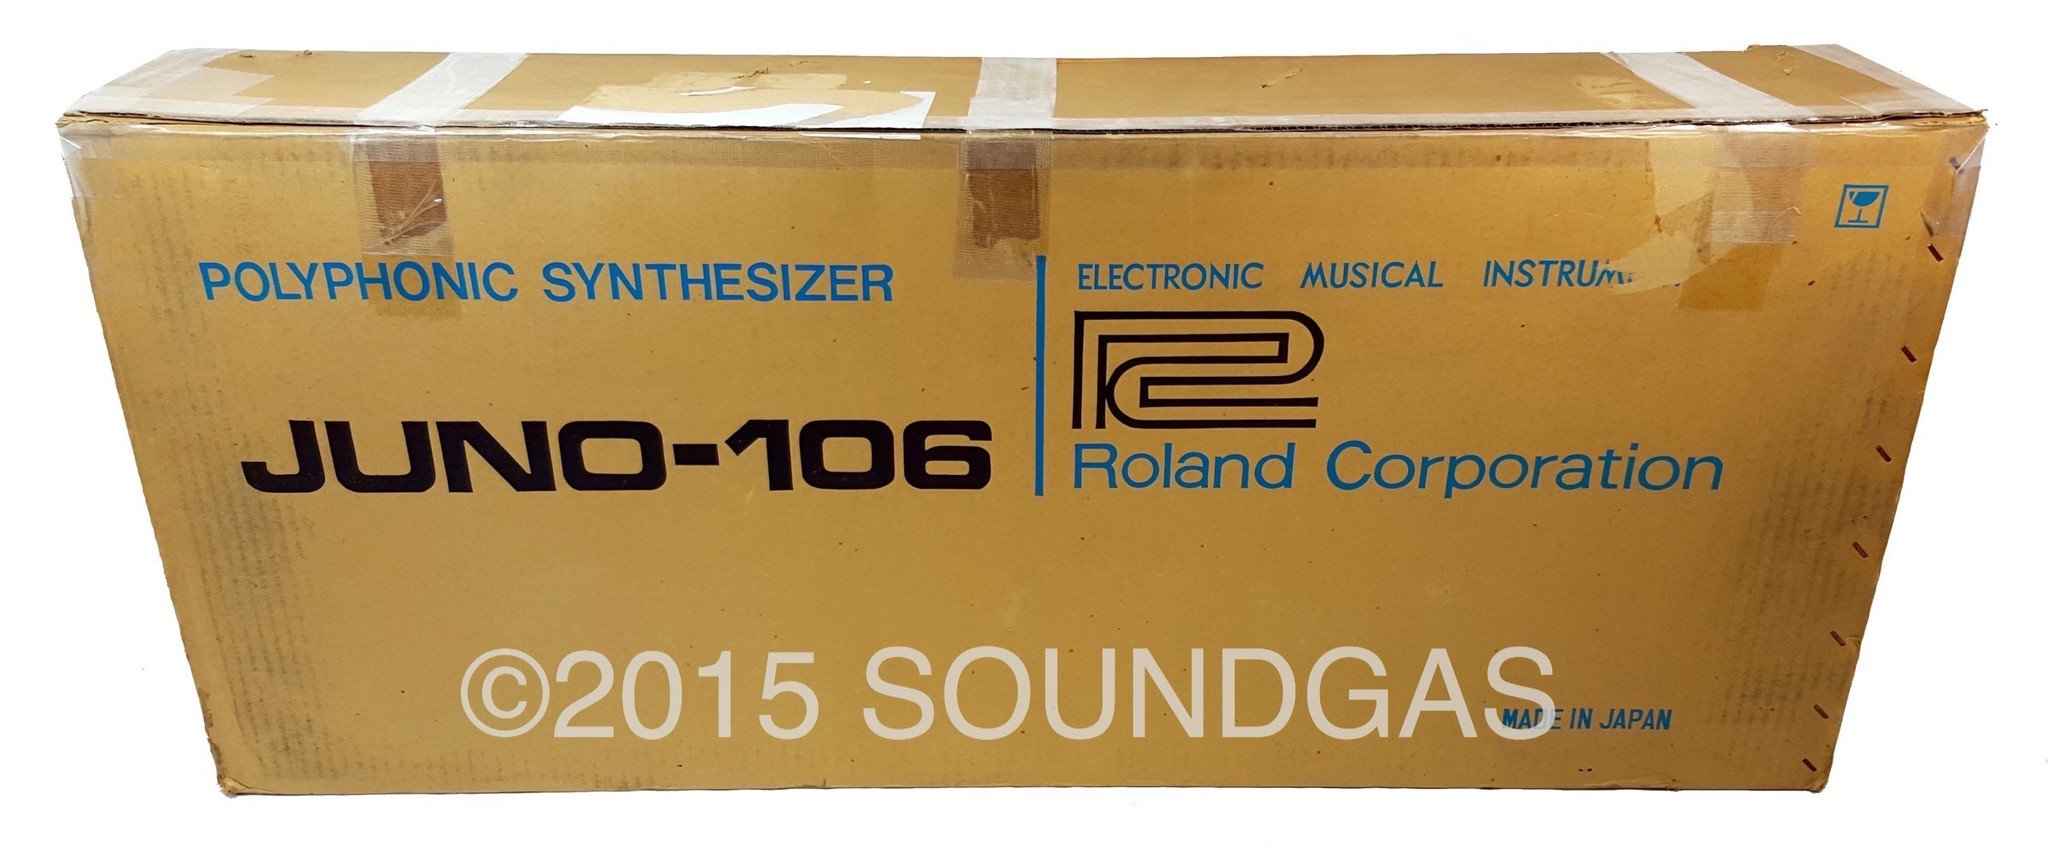 POLYPHONIC SYNTHESIZER
JUNO-106
ELECTRONIC MUSICAL
Roland Corporation
©2015 SOUNDGAS
MADE IN JAPAN